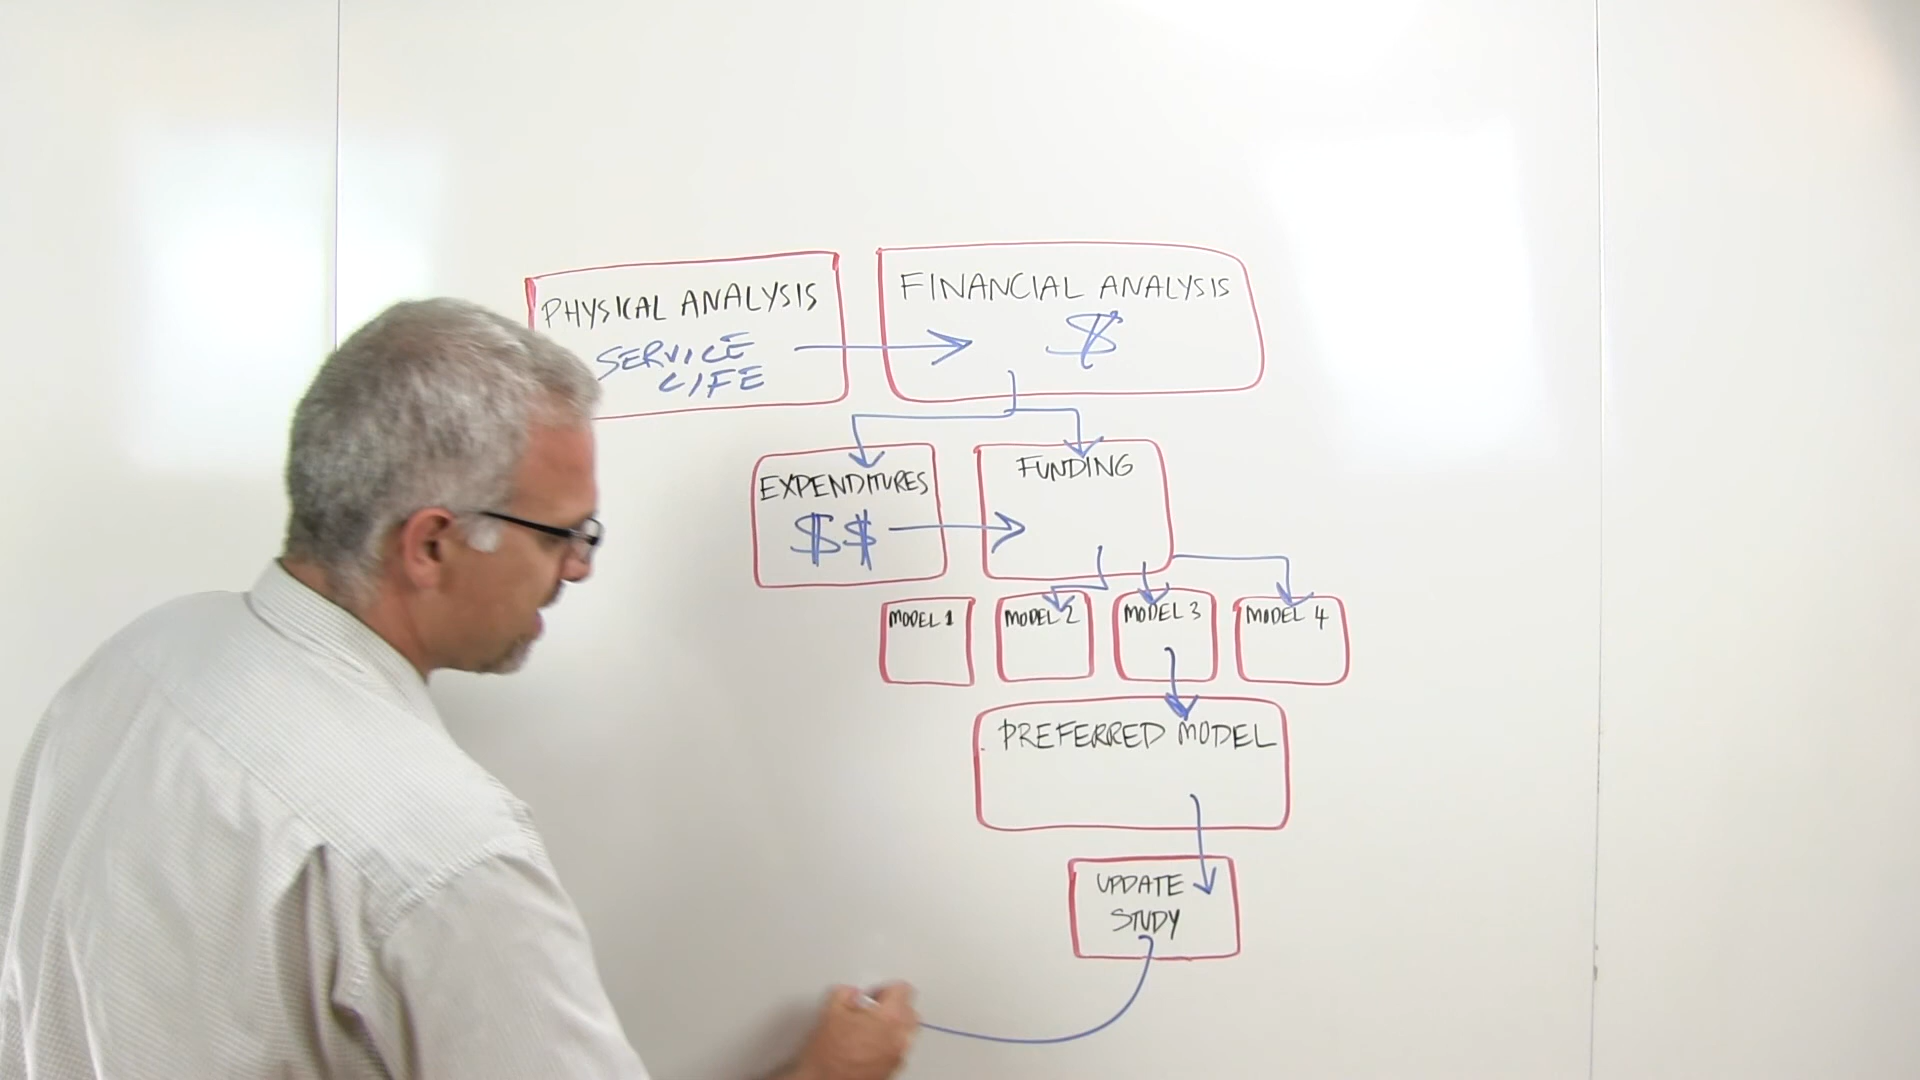 PHYSICAL ANALYSIS
SERVICE
LIFE
FINANCIAL ANALYSIS
$
EXPENDITURES
$$
FUNDING
MODEL 1
MODEL 2
MODEL 3
MODEL 4
PREFERRED MODEL
UPDATE
STUDY